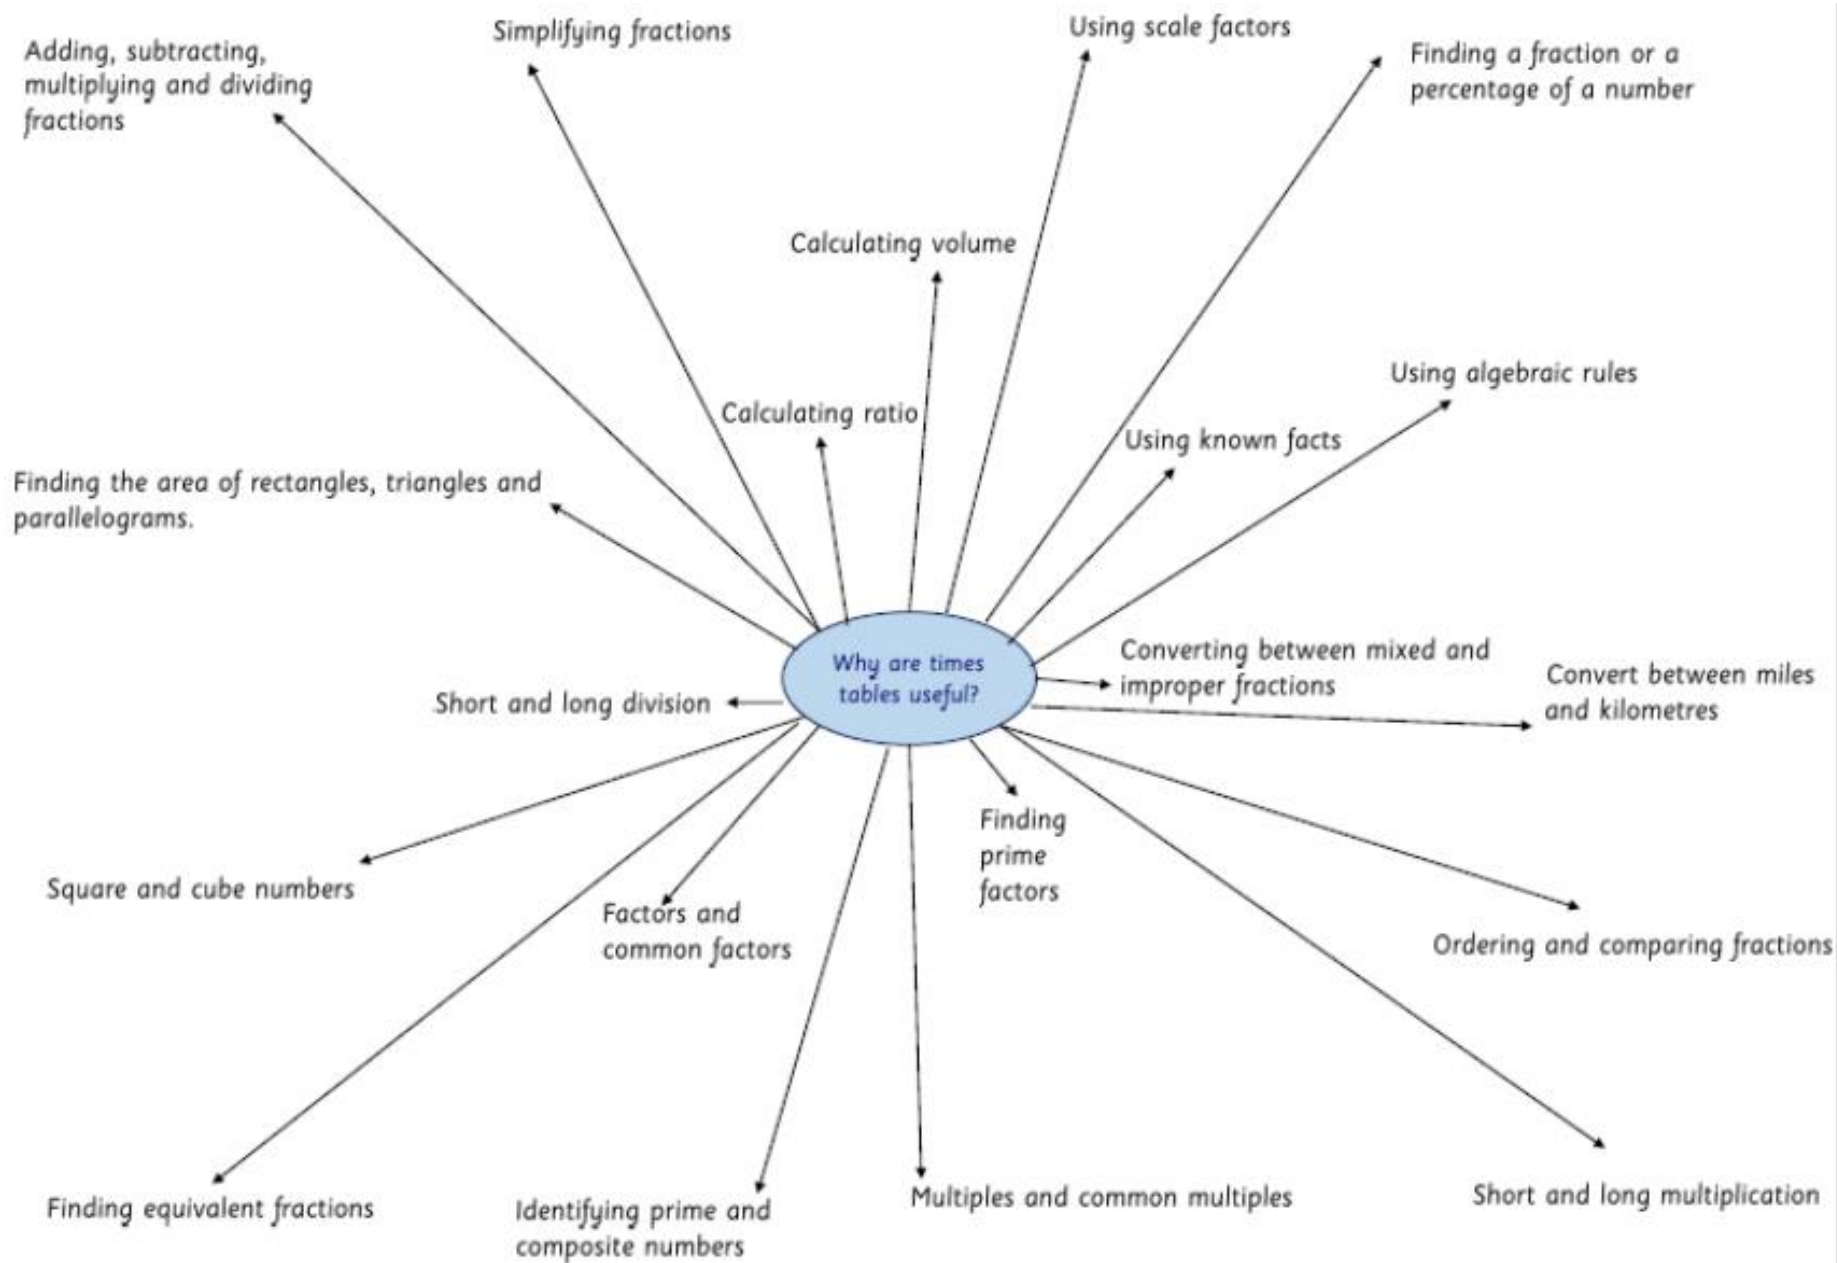 Simplifying fractions
Using scale factors
Adding, subtracting,
multiplying and dividing
fractions
Finding a fraction or a
percentage of a number
Calculating volume
Using algebraic rules
Calculating ratio
Using known facts
Finding the area of rectangles, triangles and
parallelograms.
Why are times
tables useful?
Converting between mixed and
improper fractions
Convert between miles
and kilometres
Short and long division
Finding
prime
factors
Square and cube numbers
Factors and
common factors
Ordering and comparing fractions
Finding equivalent fractions
Identifying prime and
composite numbers
Multiples and common multiples
Short and long multiplication